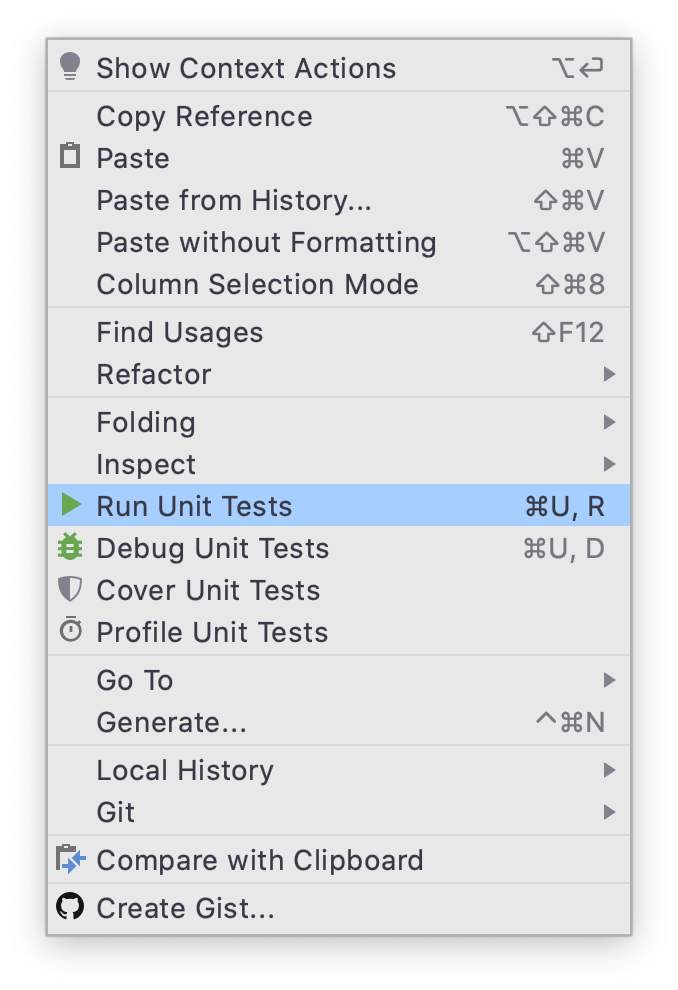 Show Context Actions ⌥↩
Copy Reference ⌥⇧⌘C
Paste ⌘V
Paste from History... ⇧⌘V
Paste without Formatting ⌥⇧⌘V
Column Selection Mode ⇧⌘8
Find Usages ⇧F12
Refactor
Folding
Inspect
Run Unit Tests ⌘U, R
Debug Unit Tests ⌘U, D
Cover Unit Tests
Profile Unit Tests
Go To
Generate... ^⌘N
Local History
Git
Compare with Clipboard
Create Gist...